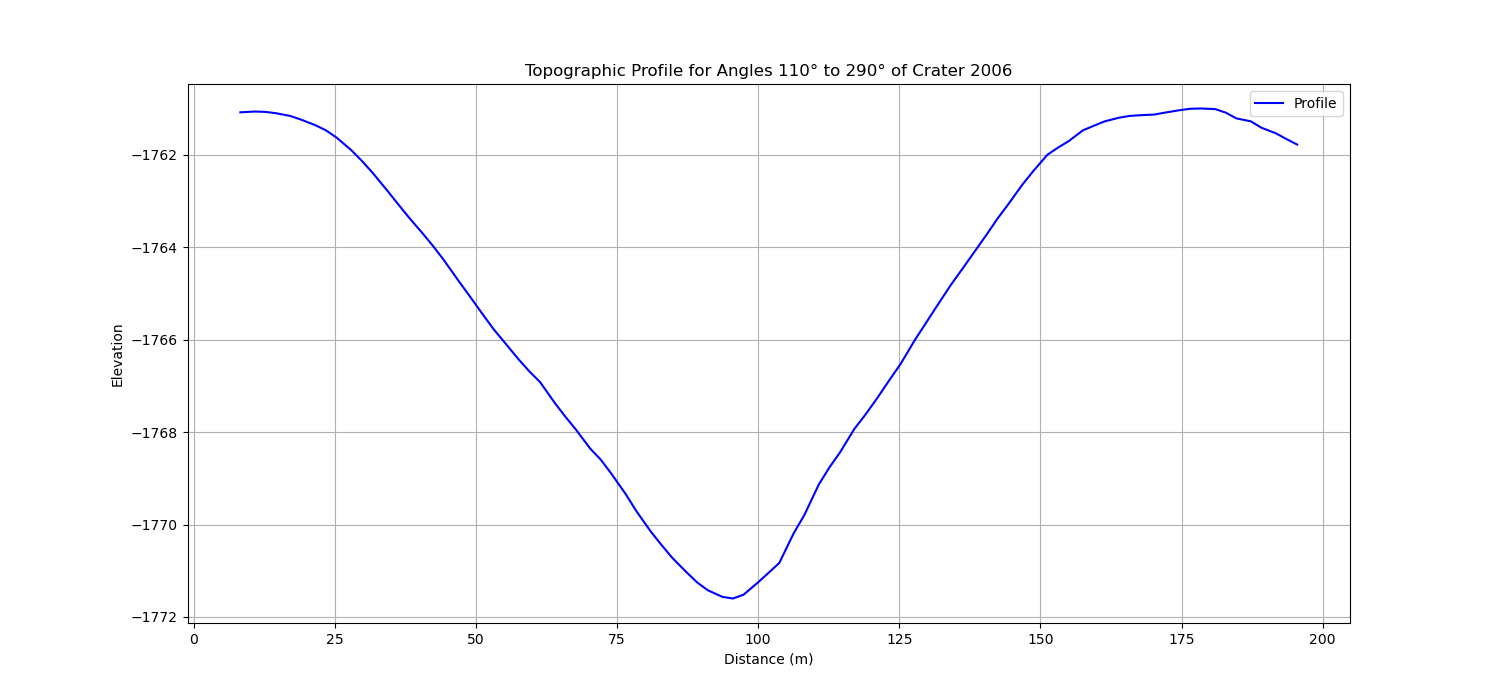 Topographic Profile for Angles 110° to 290° of Crater 2006
Profile
−1762
−1764
−1766
−1768
−1770
−1772
Elevation
0 25 50 75 100 125 150 175 200
Distance (m)